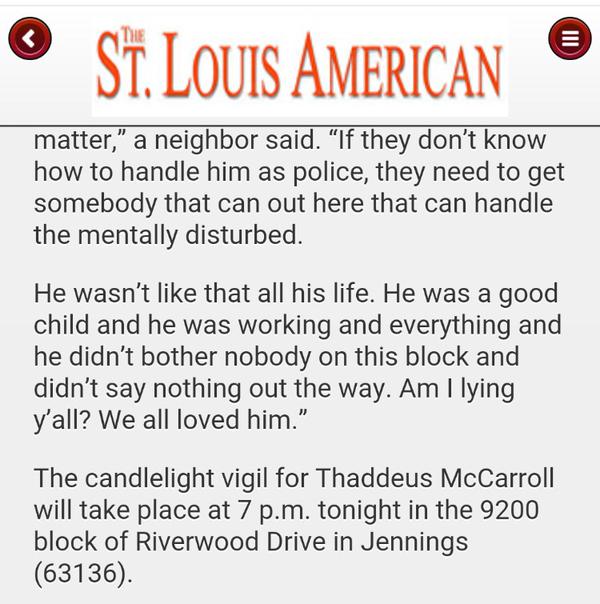 THE
ST. LOUIS AMERICAN
matter,” a neighbor said. “If they don’t know
how to handle him as police, they need to get
somebody that can out here that can handle
the mentally disturbed.
He wasn’t like that all his life. He was a good
child and he was working and everything and
he didn’t bother nobody on this block and
didn’t say nothing out the way. Am I lying
y’all? We all loved him.”
The candlelight vigil for Thaddeus McCarroll
will take place at 7 p.m. tonight in the 9200
block of Riverwood Drive in Jennings
(63136).